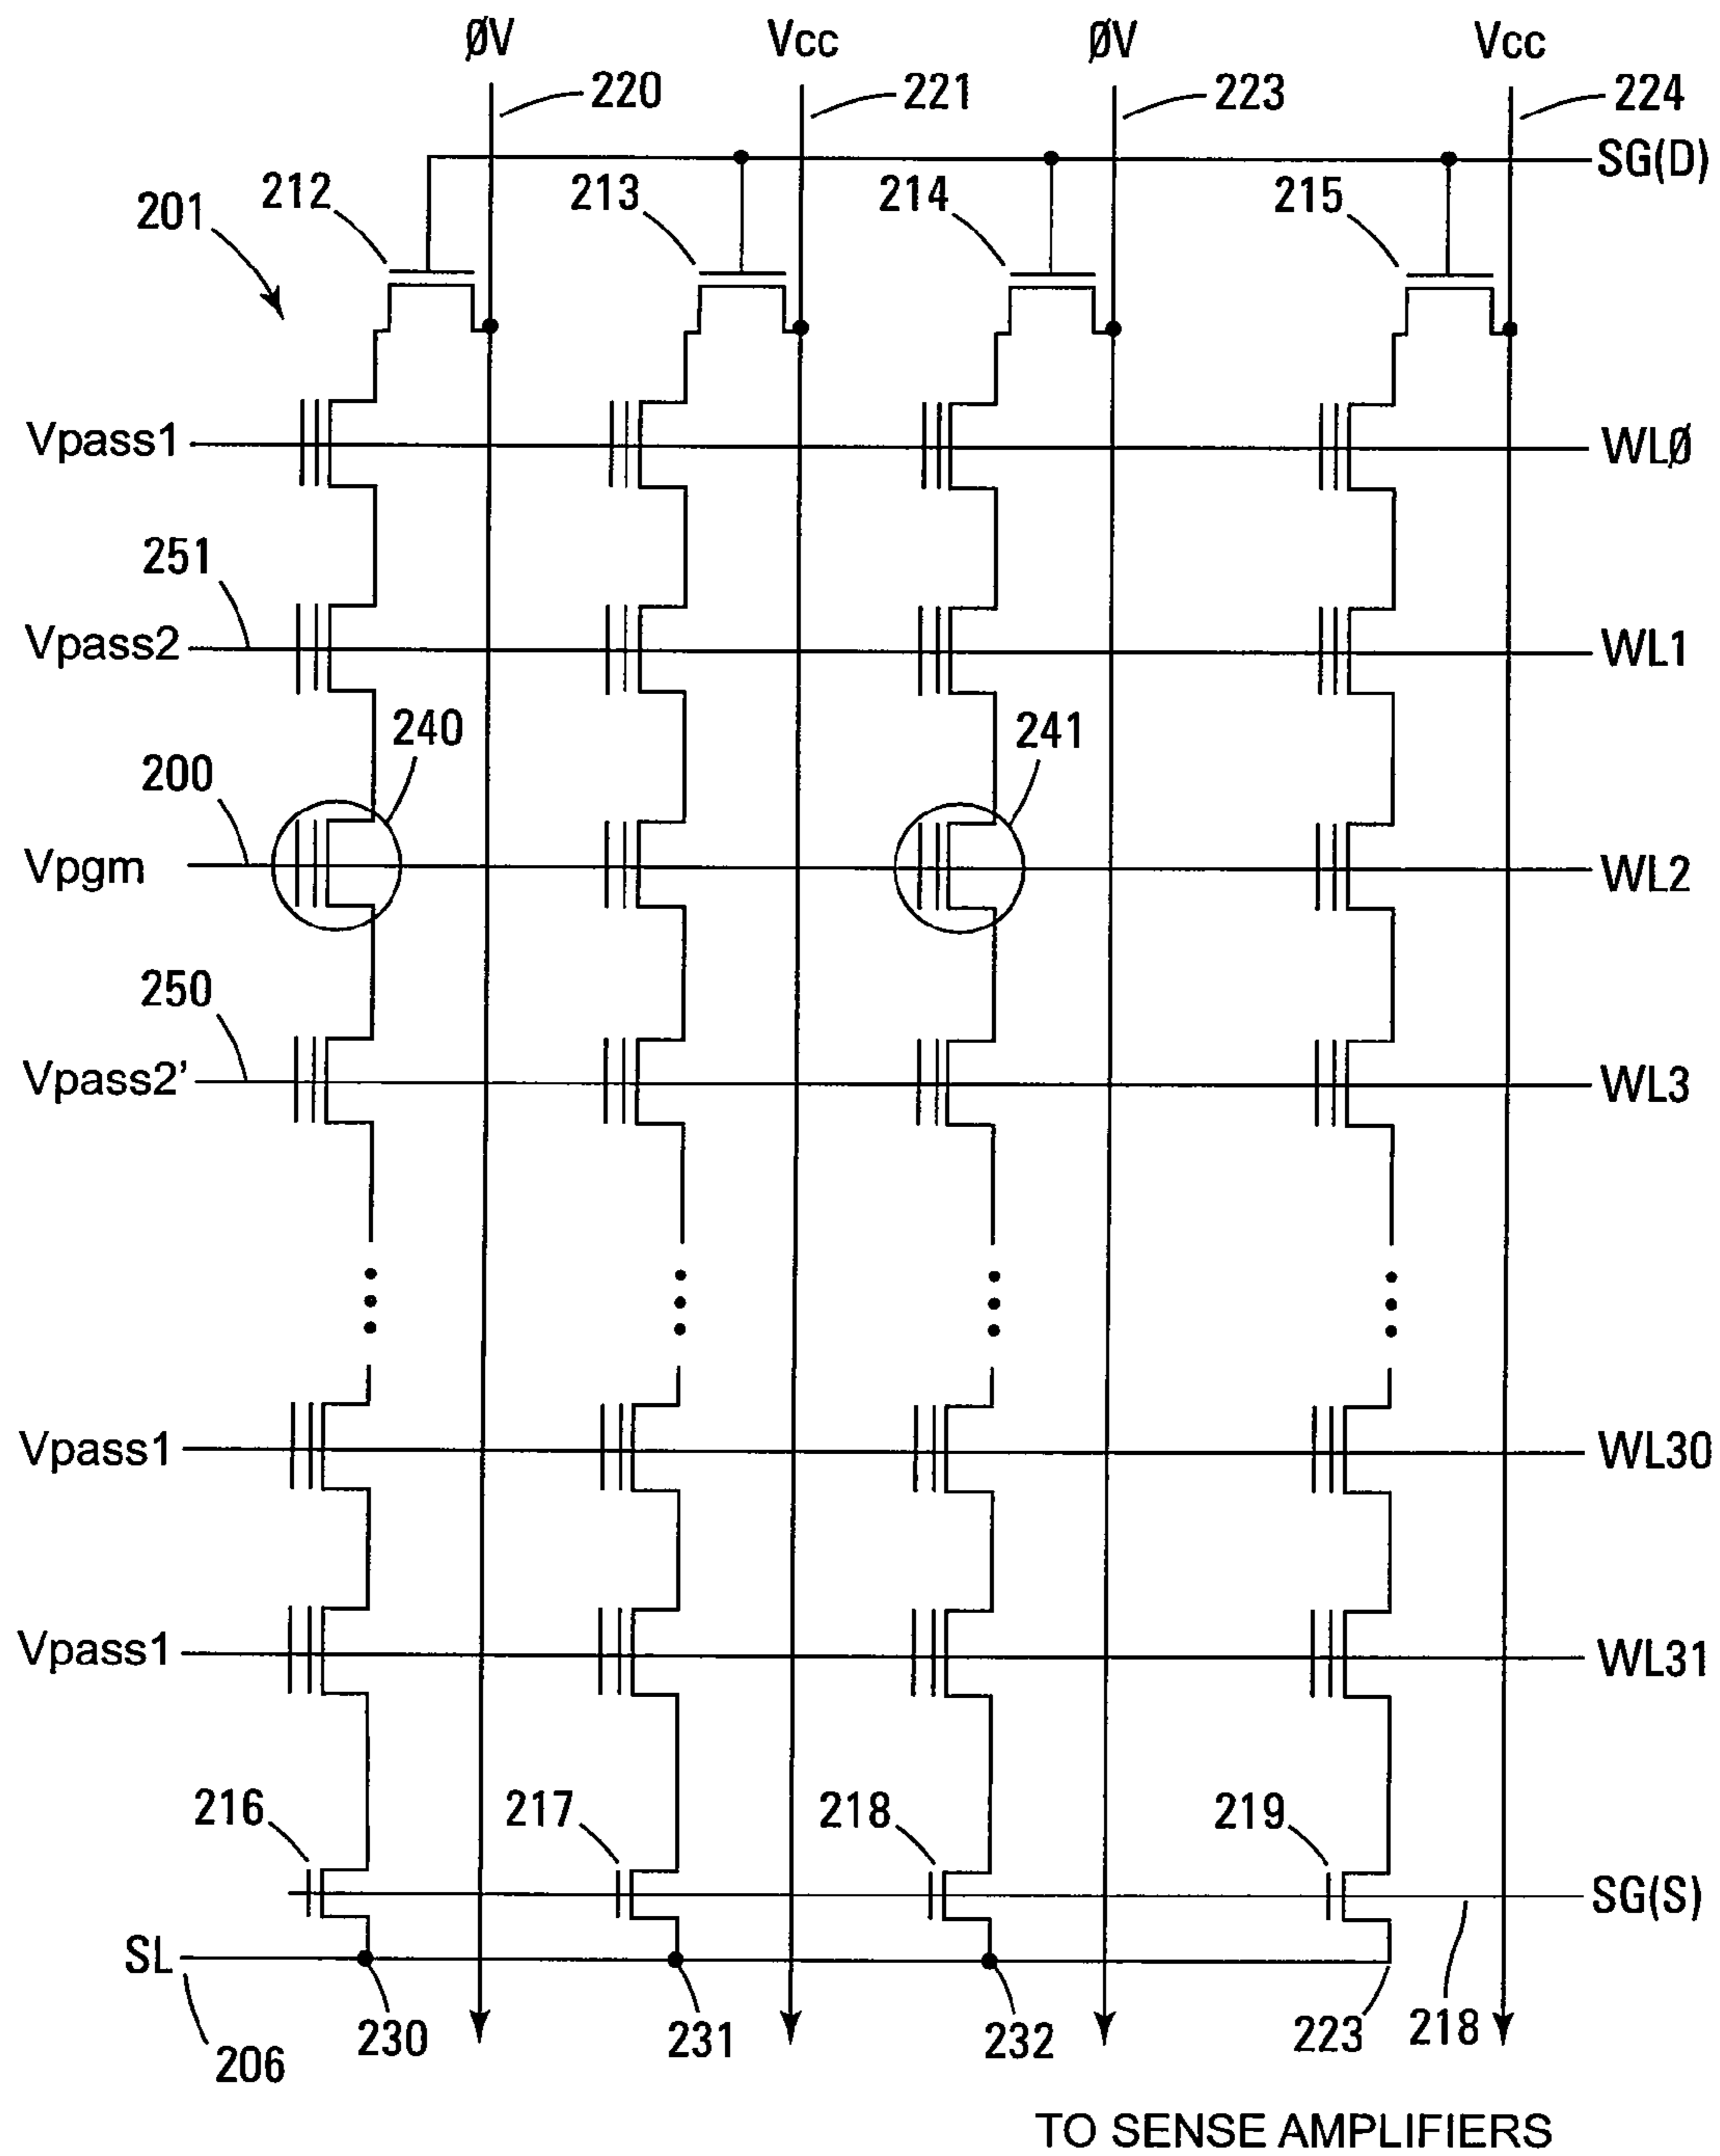 ØV Vcc ØV Vcc
220 221 223 224
SG(D)
212 213 214 215
201
Vpass1 WLØ
251
Vpass2 WL1
240 241
200
Vpgm WL2
250
Vpass2' WL3
Vpass1 WL30
Vpass1 WL31
216 217 218 219
SG(S)
SL
230 231 232 223 218
206
TO SENSE AMPLIFIERS